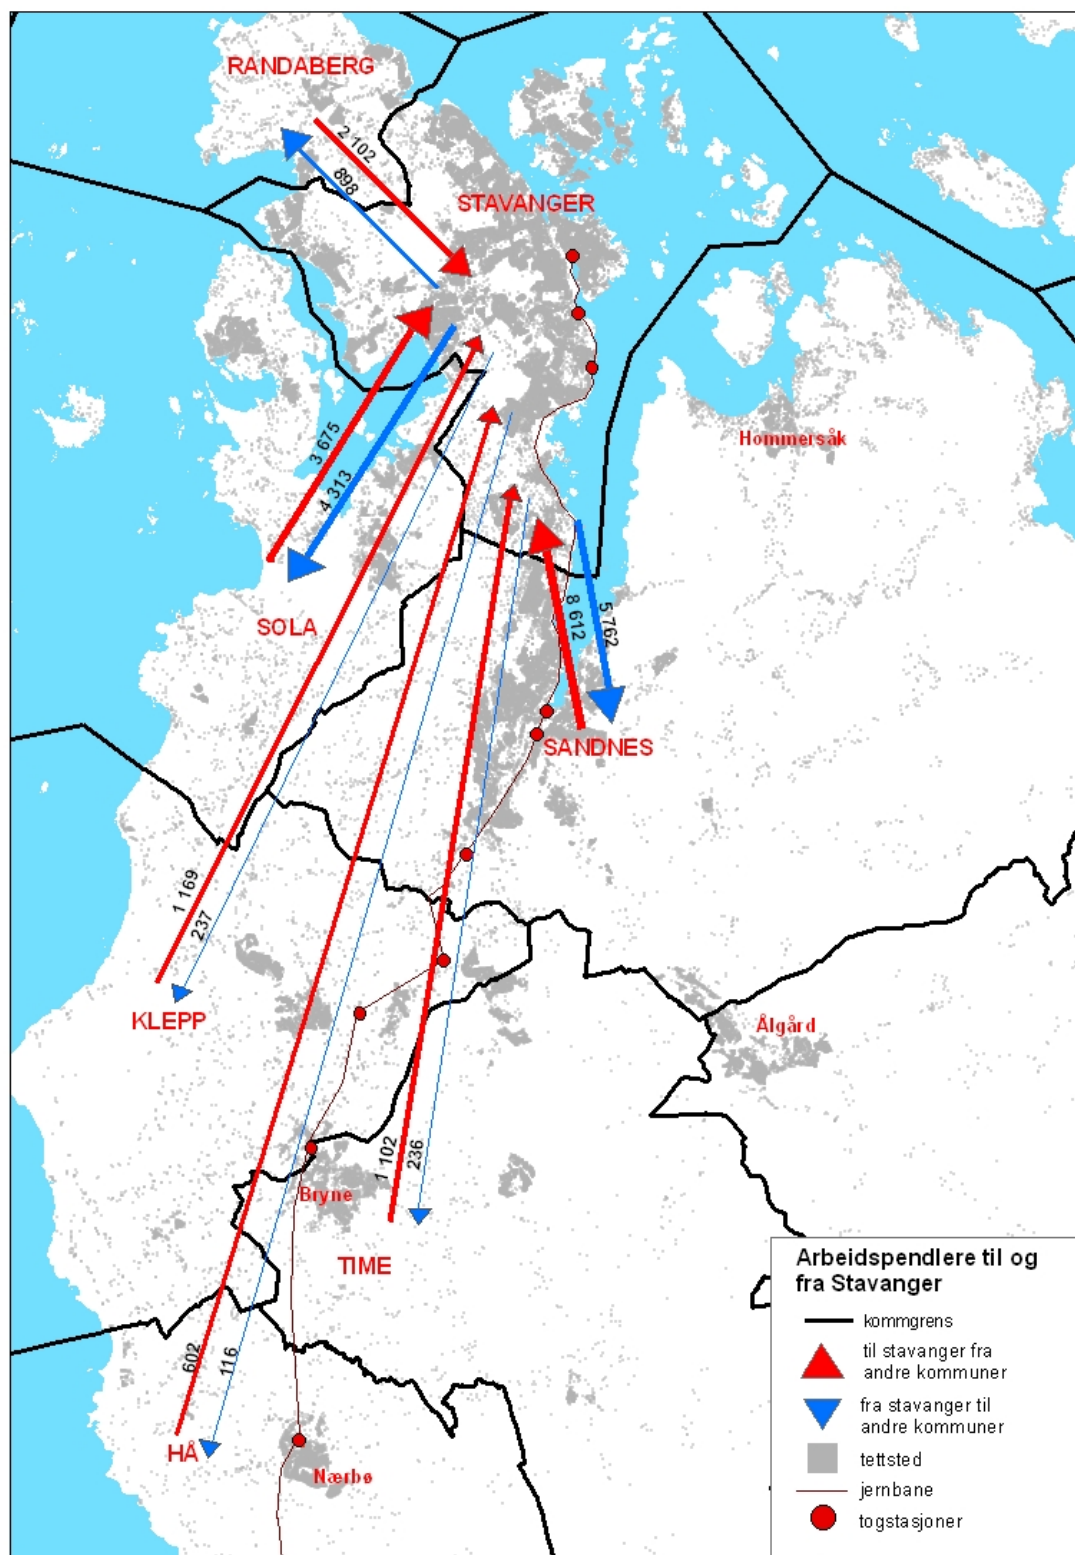 RANDABERG
2 102
898
STAVANGER
Hommersåk
3 675
4 313
8 612
5 762
SOLA
SANDNES
1 169
237
KLEPP
Ålgård
1 102
236
Bryne
TIME
602
116
HÅ
Nærbø
Arbeidspendlere til og
fra Stavanger
kommgrens
til stavanger fra
andre kommuner
fra stavanger til
andre kommuner
tettsted
jernbane
togstasjoner